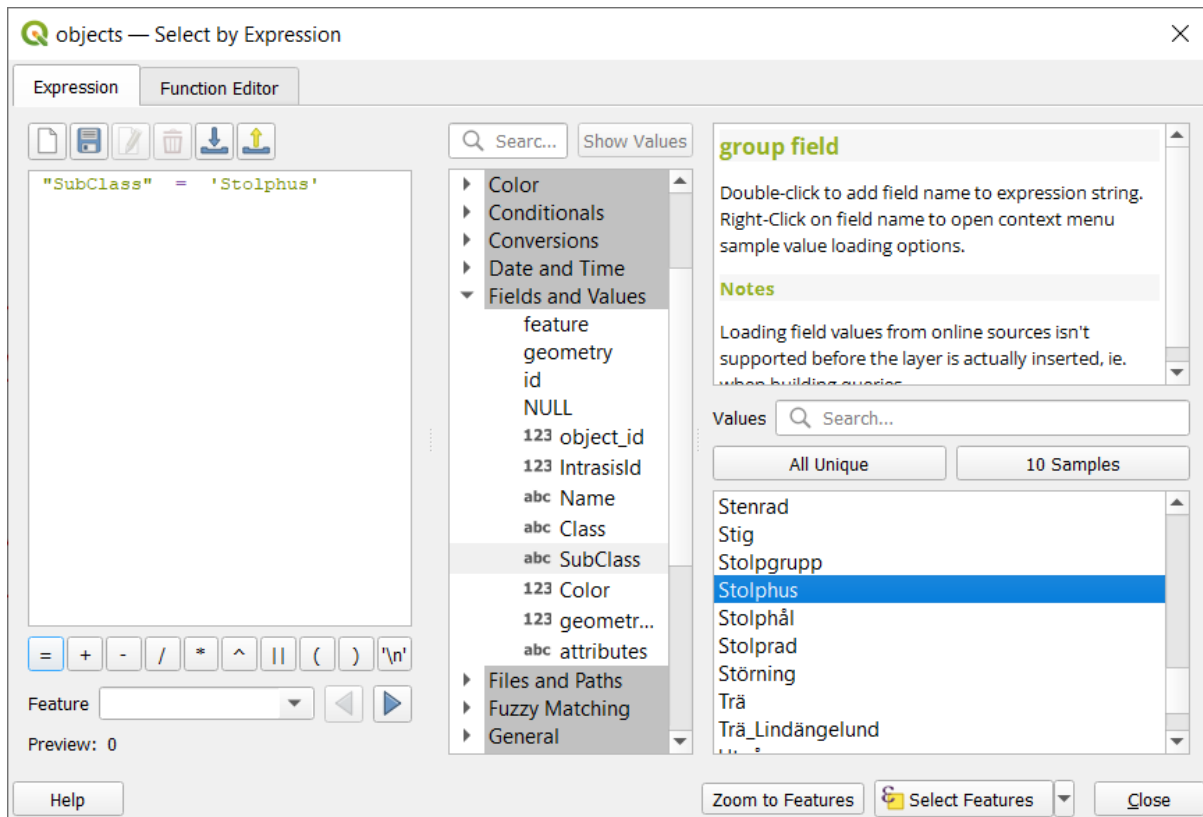 objects — Select by Expression
Expression
Function Editor
"SubClass" = 'Stolphus'
= + - / * ^ || ( ) '\n'
Feature
Preview: 0
Searc...
Show Values
Color
Conditionals
Conversions
Date and Time
Fields and Values
feature
geometry
id
NULL
123 object_id
123 IntrasisId
abc Name
abc Class
abc SubClass
123 Color
123 geometr...
abc attributes
Files and Paths
Fuzzy Matching
General
group field
Double-click to add field name to expression string.
Right-Click on field name to open context menu
sample value loading options.
Notes
Loading field values from online sources isn't
supported before the layer is actually inserted, ie.
when building queries
Values
Search...
All Unique
10 Samples
Stenrad
Stig
Stolpgrupp
Stolphus
Stolphål
Stolprad
Störning
Trä
Trä_Lindängelund
Help
Zoom to Features
Select Features
Close